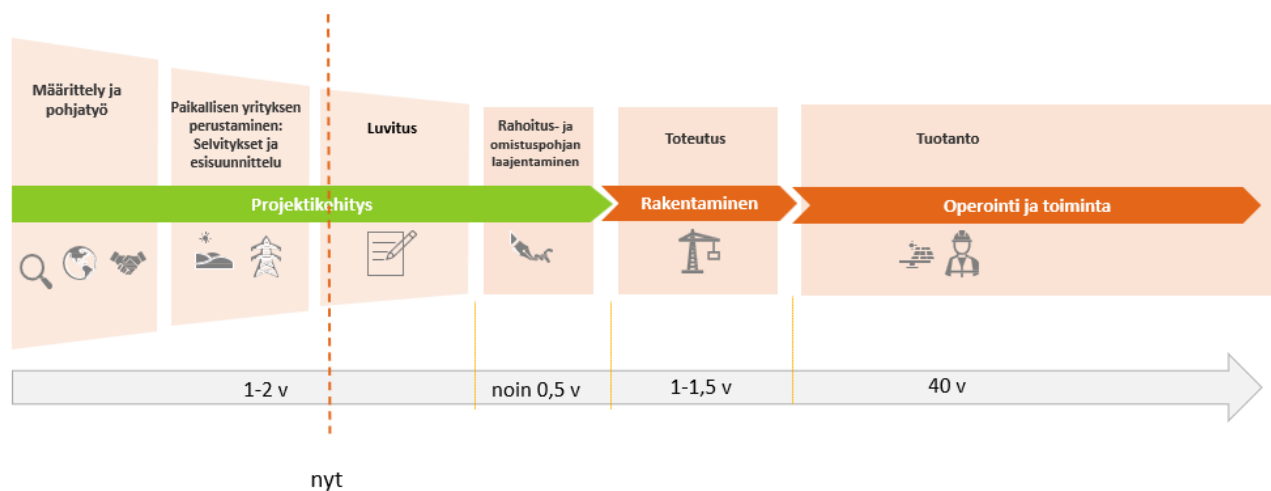 Määrittely ja
pohjatyö
Paikallisen yrityksen
perustaminen:
Selvitykset ja
esisuunnittelu
Luvitus
Rahoitus- ja
omistuspohjan
laajentaminen
Toteutus
Tuotanto
Projektikehitys
Rakentaminen
Operointi ja toiminta
1-2 v
noin 0,5 v
1-1,5 v
40 v
nyt